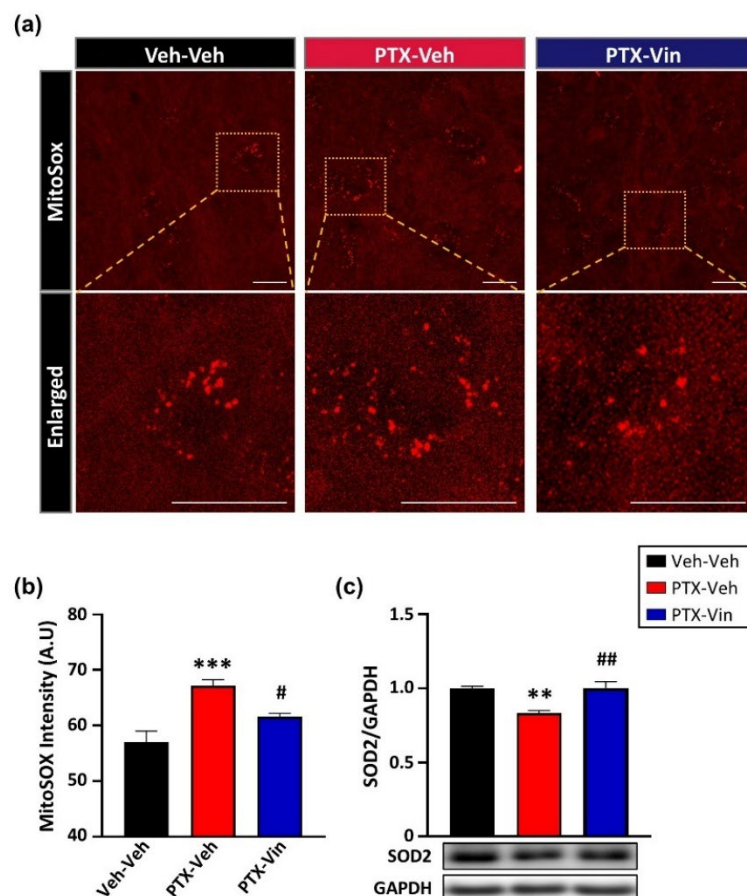 (a)
Veh-Veh PTX-Veh PTX-Vin
MitoSox
Enlarged
(b)
MitoSOX Intensity (A.U)
80
70
60
50
40
***
#
Veh-Veh
PTX-Veh
PTX-Vin
(c)
Veh-Veh
PTX-Veh
PTX-Vin
SOD2/GAPDH
1.5
1.0
0.5
0
**
##
SOD2
GAPDH